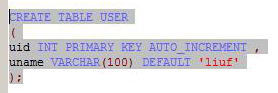 CREATE TABLE USER
(
uid INT PRIMARY KEY AUTO_INCREMENT ,
uname VARCHAR(100) DEFAULT 'liuf'
);